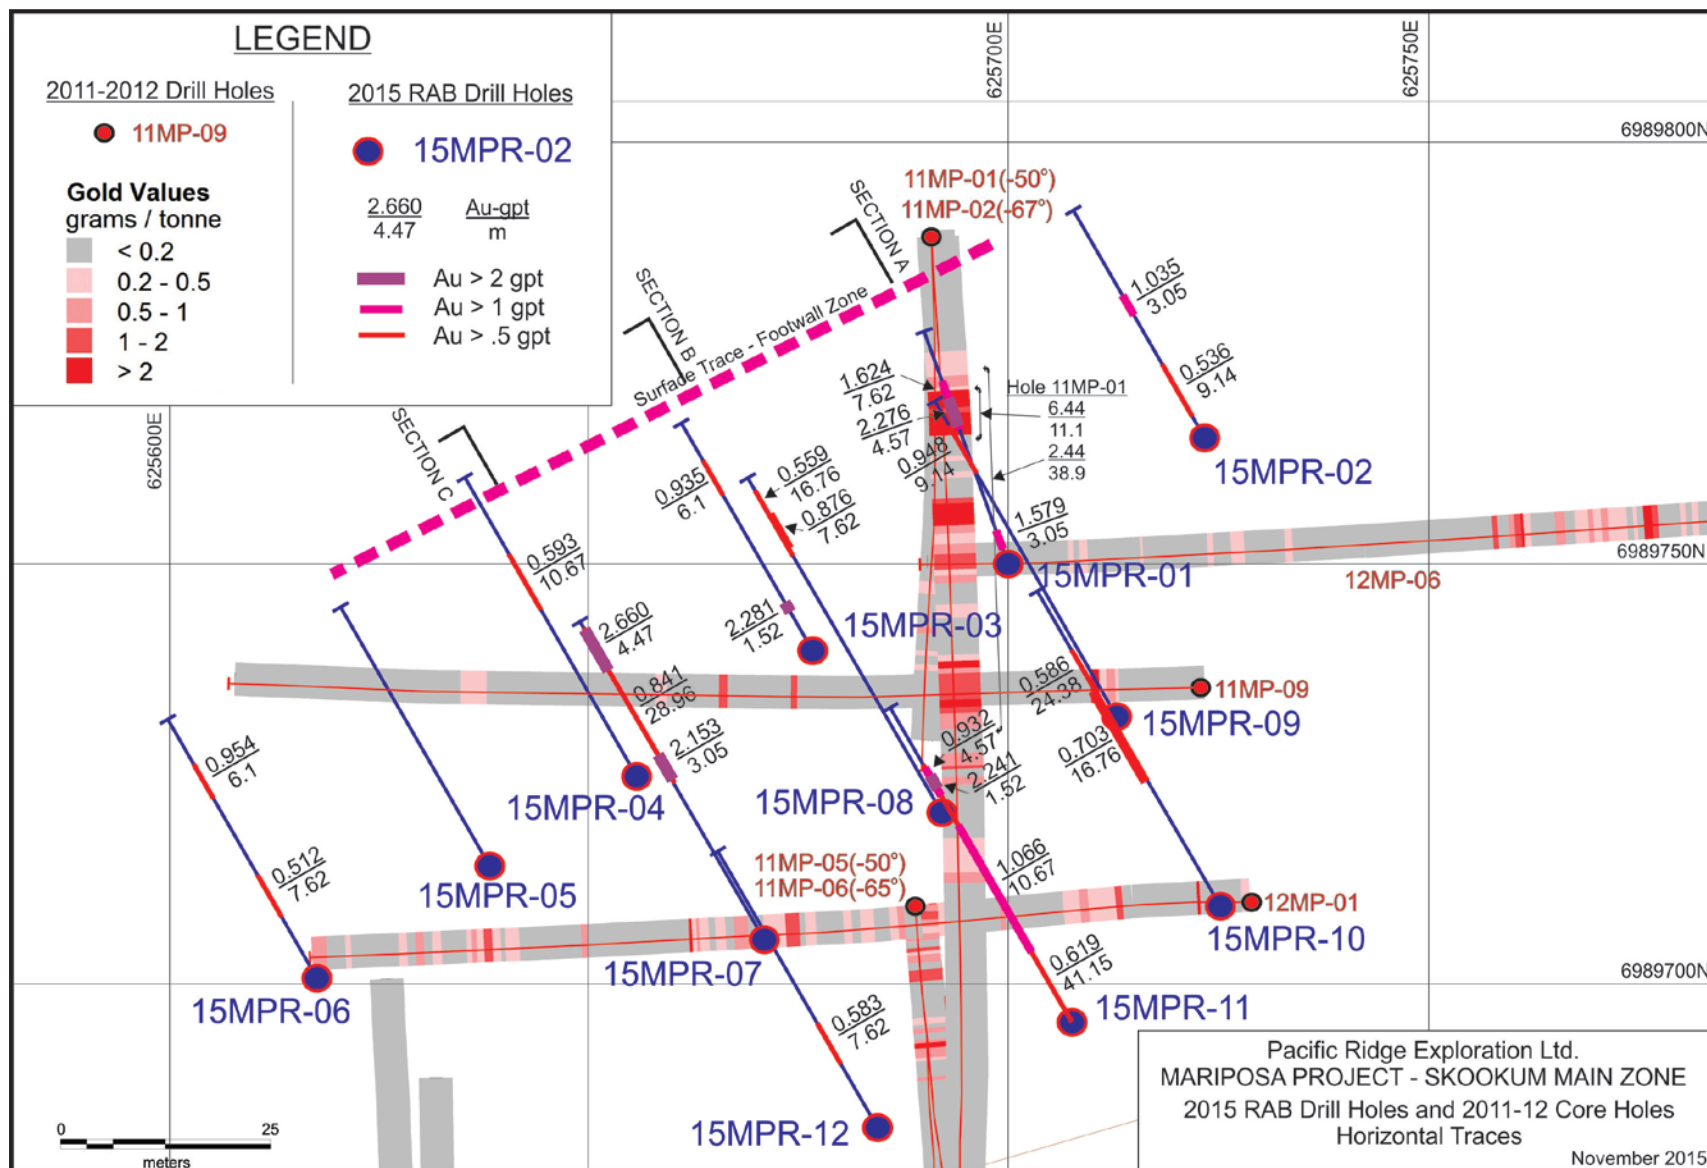 LEGEND
2011-2012 Drill Holes
11MP-09
Gold Values
grams / tonne
< 0.2
0.2 - 0.5
0.5 - 1
1 - 2
> 2
2015 RAB Drill Holes
15MPR-02
2.660
4.47
Au-gpt
m
Au > 2 gpt
Au > 1 gpt
Au > .5 gpt
625700E
625750E
6989800N
11MP-01(-50°)
11MP-02(-67°)
SECTION A
SECTION B
SECTION C
Surface Trace - Footwall Zone
625600E
1.035
3.05
0.536
9.14
15MPR-02
1.624
7.62
2.276
4.57
0.948
9.14
Hole 11MP-01
6.44
11.1
2.44
38.9
1.579
3.05
15MPR-01
6989750N
12MP-06
0.935
6.1
0.559
16.76
0.876
7.62
0.593
10.67
2.660
4.47
2.281
1.52
15MPR-03
0.841
28.96
2.153
3.05
0.586
24.38
11MP-09
15MPR-09
0.703
16.76
0.932
4.57
2.241
1.52
0.954
6.1
15MPR-04
15MPR-08
0.512
7.62
15MPR-05
11MP-05(-50°)
11MP-06(-65°)
1.066
10.67
12MP-01
15MPR-10
15MPR-07
0.619
41.15
6989700N
15MPR-06
15MPR-11
0.583
7.62
15MPR-12
0
25
meters
Pacific Ridge Exploration Ltd.
MARIPOSA PROJECT - SKOOKUM MAIN ZONE
2015 RAB Drill Holes and 2011-12 Core Holes
Horizontal Traces
November 2015